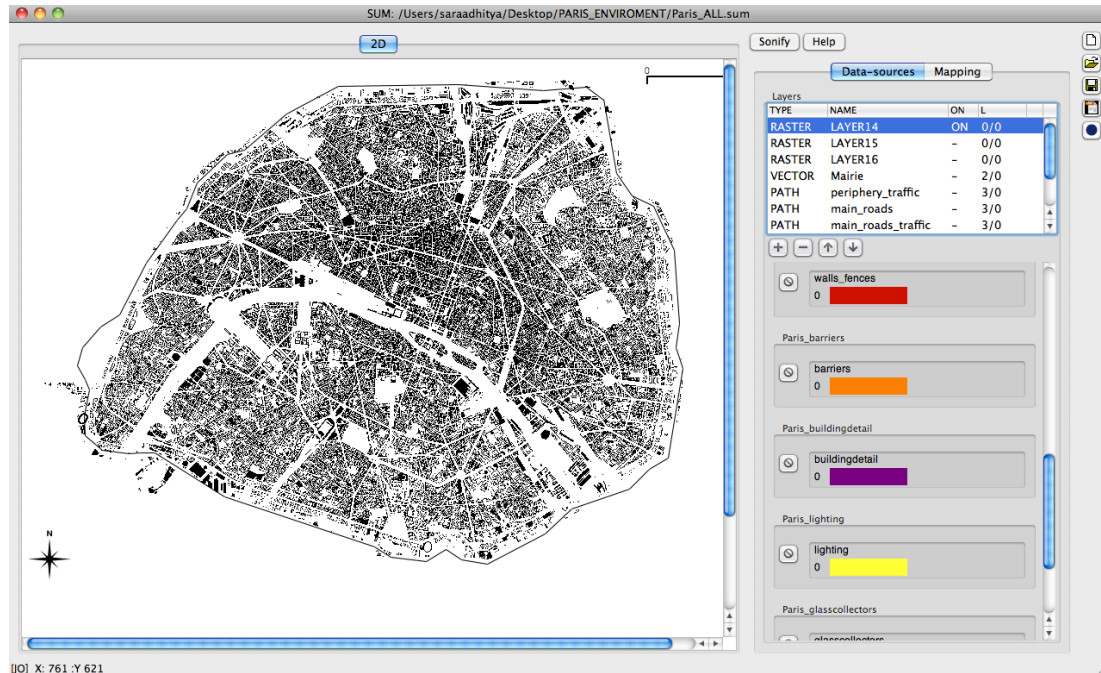 SUM: /Users/saraadhitya/Desktop/PARIS_ENVIROMENT/Paris_ALL.sum
2D
Sonify Help
Data-sources Mapping
Layers
TYPE NAME ON L
RASTER LAYER14 ON 0/0
RASTER LAYER15 – 0/0
RASTER LAYER16 – 0/0
VECTOR Mairie – 2/0
PATH periphery_traffic – 3/0
PATH main_roads – 3/0
PATH main_roads_traffic – 3/0
walls_fences
0
Paris_barriers
barriers
0
Paris_buildingdetail
buildingdetail
0
Paris_lighting
lighting
0
Paris_glasscollectors
glasscollectors
0
N
[JO] X: 761 :Y 621